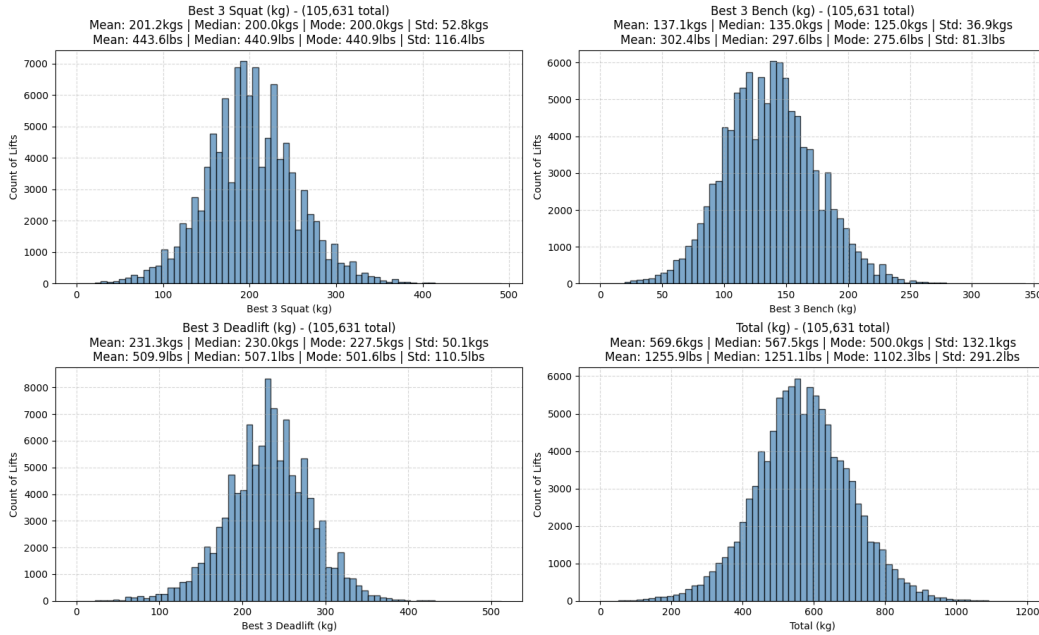 Best 3 Squat (kg) - (105,631 total)
Mean: 201.2kgs | Median: 200.0kgs | Mode: 200.0kgs | Std: 52.8kgs
Mean: 443.6lbs | Median: 440.9lbs | Mode: 440.9lbs | Std: 116.4lbs
Count of Lifts
7000
6000
5000
4000
3000
2000
1000
0
0 100 200 300 400 500
Best 3 Squat (kg)
Best 3 Bench (kg) - (105,631 total)
Mean: 137.1kgs | Median: 135.0kgs | Mode: 125.0kgs | Std: 36.9kgs
Mean: 302.4lbs | Median: 297.6lbs | Mode: 275.6lbs | Std: 81.3lbs
Count of Lifts
6000
5000
4000
3000
2000
1000
0
0 50 100 150 200 250 300 350
Best 3 Bench (kg)
Best 3 Deadlift (kg) - (105,631 total)
Mean: 231.3kgs | Median: 230.0kgs | Mode: 227.5kgs | Std: 50.1kgs
Mean: 509.9lbs | Median: 507.1lbs | Mode: 501.6lbs | Std: 110.5lbs
Count of Lifts
8000
7000
6000
5000
4000
3000
2000
1000
0
0 100 200 300 400 500
Best 3 Deadlift (kg)
Total (kg) - (105,631 total)
Mean: 569.6kgs | Median: 567.5kgs | Mode: 500.0kgs | Std: 132.1kgs
Mean: 1255.9lbs | Median: 1251.1lbs | Mode: 1102.3lbs | Std: 291.2lbs
Count of Lifts
6000
5000
4000
3000
2000
1000
0
0 200 400 600 800 1000 1200
Total (kg)